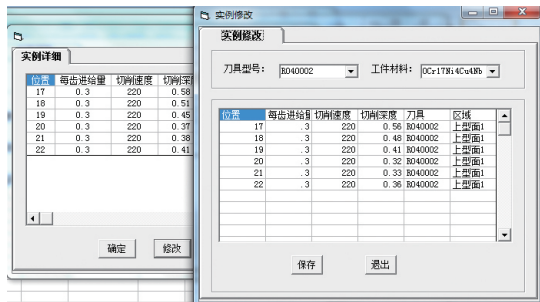 实例详细
位置 每齿进给量 切削速度 切削深
17 0.3 220 0.58
18 0.3 220 0.51
19 0.3 220 0.45
20 0.3 220 0.37
21 0.3 220 0.38
22 0.3 220 0.41
确定 修改
实例修改
实例修改
刀具型号： R040002 工件材料： 0Cr17Ni4Cu4Nb
位置 每齿进给量 切削速度 切削深度 刀具 区域
17 .3 220 0.56 R040002 上型面1
18 .3 220 0.48 R040002 上型面1
19 .3 220 0.41 R040002 上型面1
20 .3 220 0.32 R040002 上型面1
21 .3 220 0.33 R040002 上型面1
22 .3 220 0.36 R040002 上型面1
保存 退出